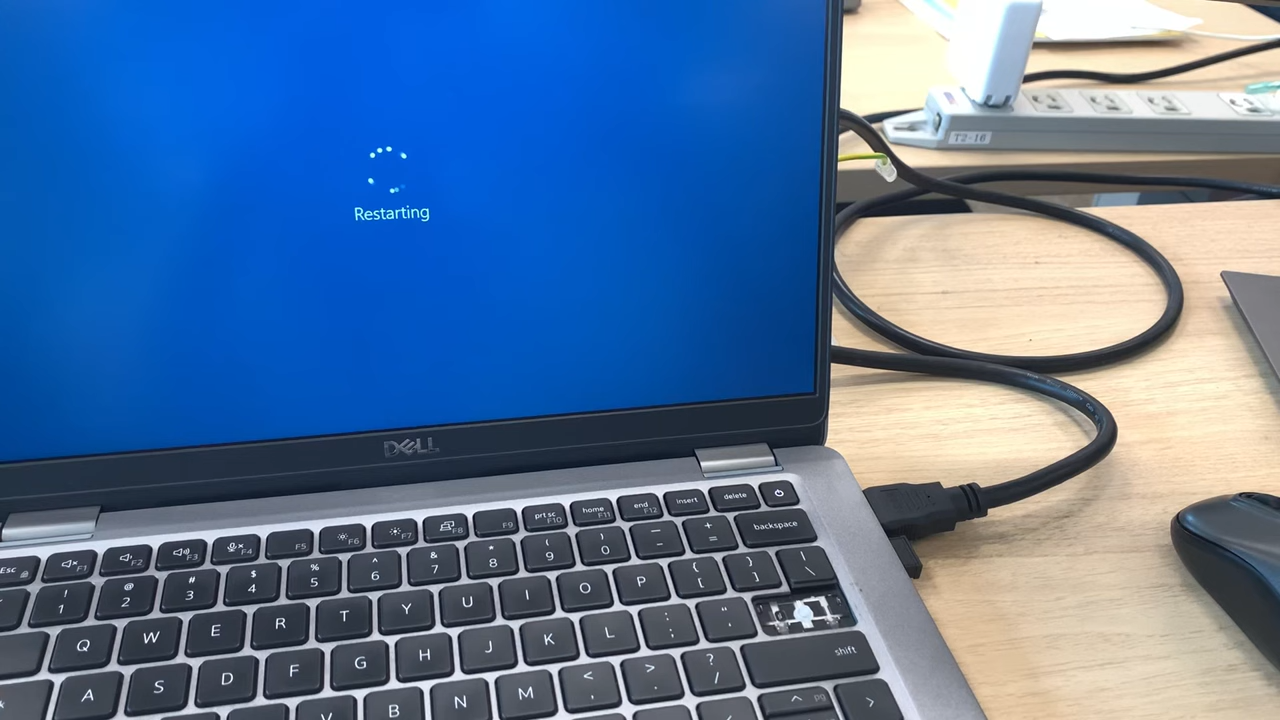 T2-16
Restarting
DELL
Esc F1 F2 F3 F4 F5 F6 F7 F8 F9 prt sc F10 home F11 end F12 insert delete
! 1 @ 2 # 3 $ 4 % 5 ^ 6 & 7 * 8 ( 9 ) 0 _ - + = backspace
Q W E R T Y U I O P { [ } ] | \
A S D F G H J K L : ; " '
V B N M < , > . ? / shift
pg